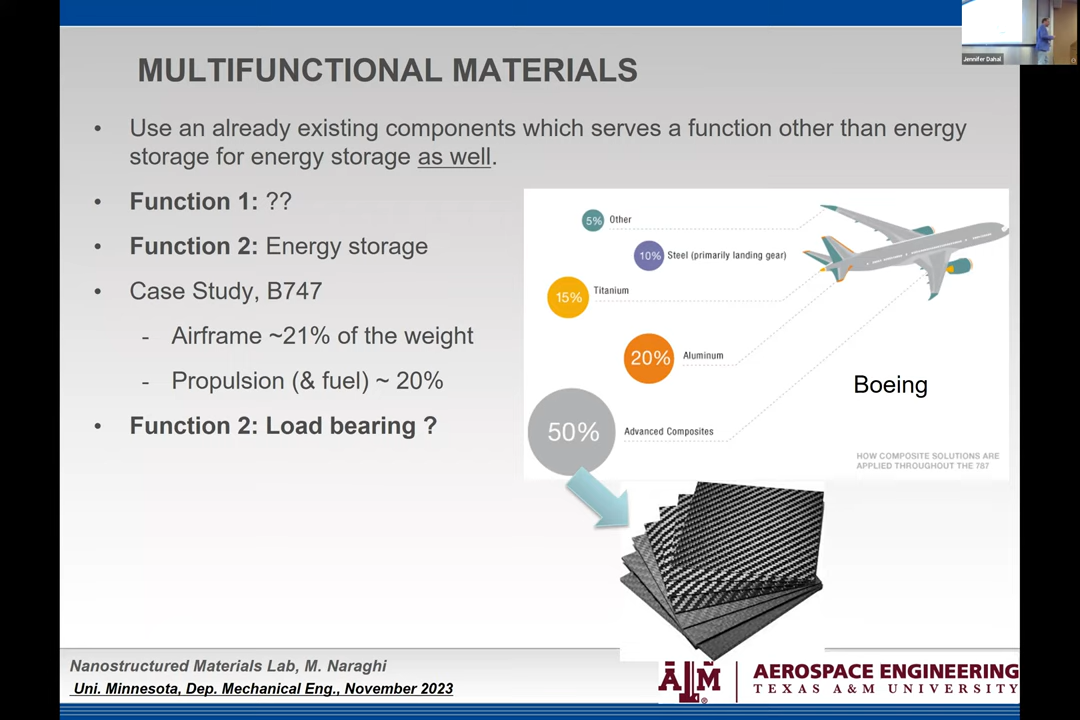 Jennifer Dahal
MULTIFUNCTIONAL MATERIALS
• Use an already existing components which serves a function other than energy
storage for energy storage as well.
• Function 1: ??
• Function 2: Energy storage
• Case Study, B747
- Airframe ~21% of the weight
- Propulsion (& fuel) ~ 20%
• Function 2: Load bearing ?
5% Other
10% Steel (primarily landing gear)
15% Titanium
20% Aluminum
50% Advanced Composites
Boeing
HOW COMPOSITE SOLUTIONS ARE
APPLIED THROUGHOUT THE 787
Nanostructured Materials Lab, M. Naraghi
Uni. Minnesota, Dep. Mechanical Eng., November 2023
A|M ®
AEROSPACE ENGINEERING
TEXAS A&M UNIVERSITY